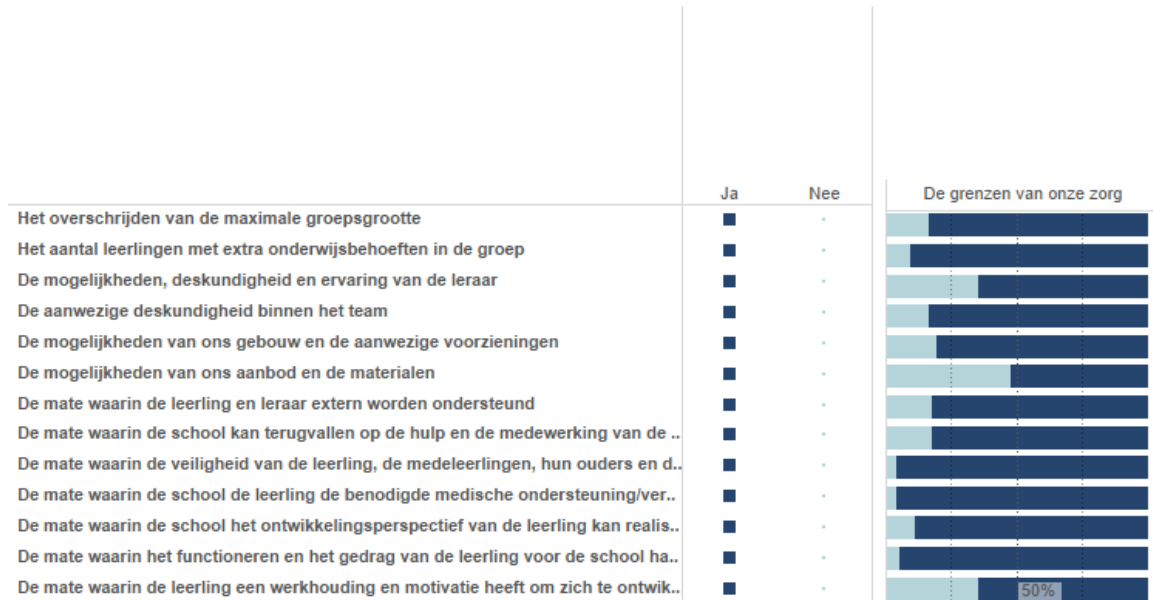 Ja Nee De grenzen van onze zorg
Het overschrijden van de maximale groepsgrootte
Het aantal leerlingen met extra onderwijsbehoeften in de groep
De mogelijkheden, deskundigheid en ervaring van de leraar
De aanwezige deskundigheid binnen het team
De mogelijkheden van ons gebouw en de aanwezige voorzieningen
De mogelijkheden van ons aanbod en de materialen
De mate waarin de leerling en leraar extern worden ondersteund
De mate waarin de school kan terugvallen op de hulp en de medewerking van de ..
De mate waarin de veiligheid van de leerling, de medeleerlingen, hun ouders en d..
De mate waarin de school de leerling de benodigde medische ondersteuning/ver..
De mate waarin de school het ontwikkelingsperspectief van de leerling kan realis..
De mate waarin het functioneren en het gedrag van de leerling voor de school ha..
De mate waarin de leerling een werkhouding en motivatie heeft om zich te ontwik..
50%